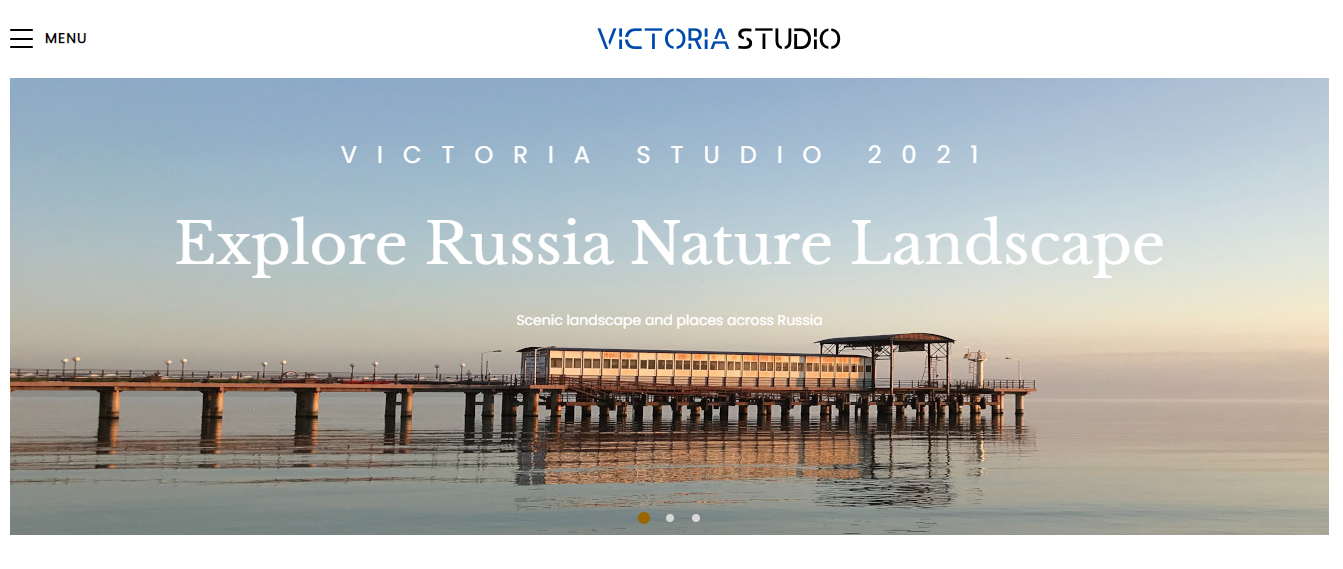 MENU
VICTORIA STUDIO
VICTORIA STUDIO 2021
Explore Russia Nature Landscape
Scenic landscape and places across Russia